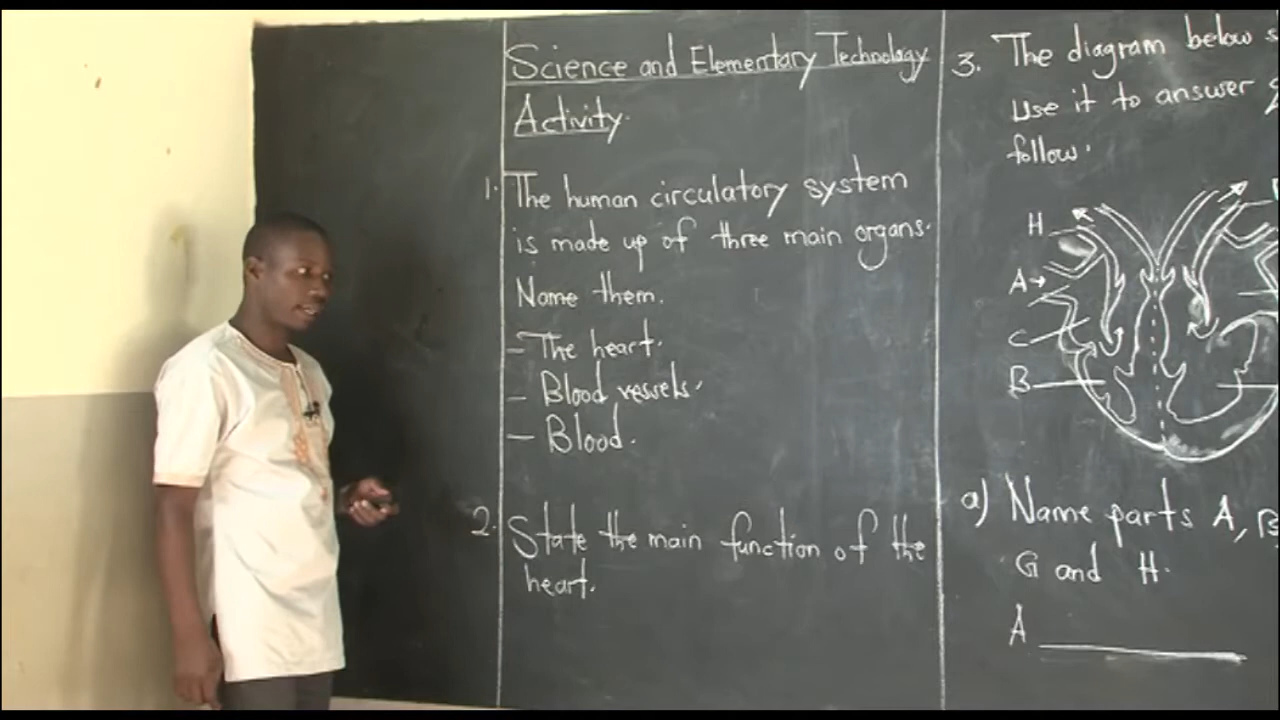 Science and Elementary Technology
Activity.
1. The human circulatory system
is made up of three main organs.
Name them.
- The heart.
- Blood vessels.
- Blood.
2. State the main function of the
heart.
3. The diagram below
Use it to answer
follow.
H
A
C
B
a) Name parts A, B
G and H.
A